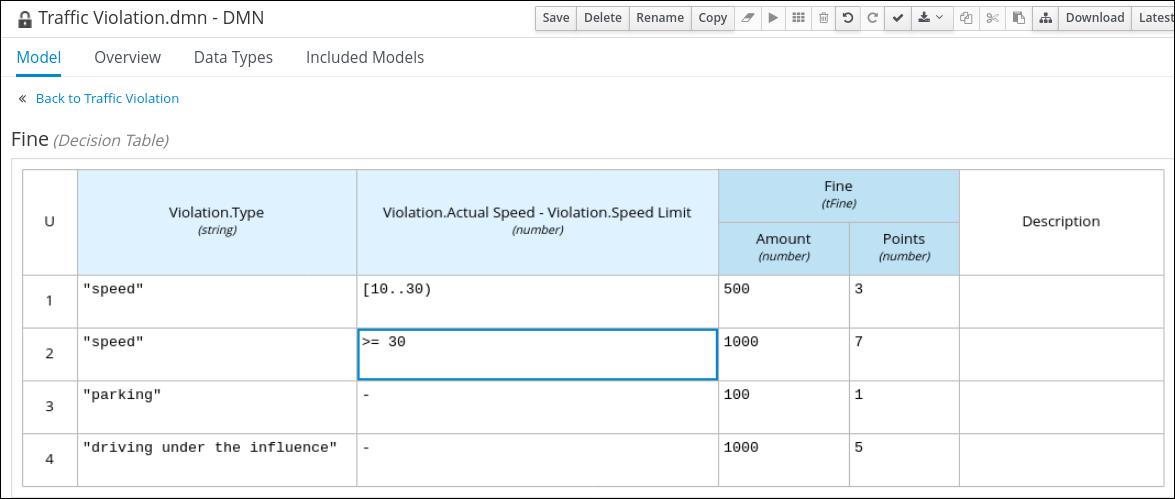 Traffic Violation.dmn - DMN
Save Delete Rename Copy Download Latest
Model Overview Data Types Included Models
« Back to Traffic Violation
Fine (Decision Table)
U
Violation.Type
(string)
Violation.Actual Speed - Violation.Speed Limit
(number)
Fine
(tFine)
Amount
(number)
Points
(number)
Description
1 "speed" [10..30) 500 3
2 "speed" >= 30 1000 7
3 "parking" - 100 1
4 "driving under the influence" - 1000 5